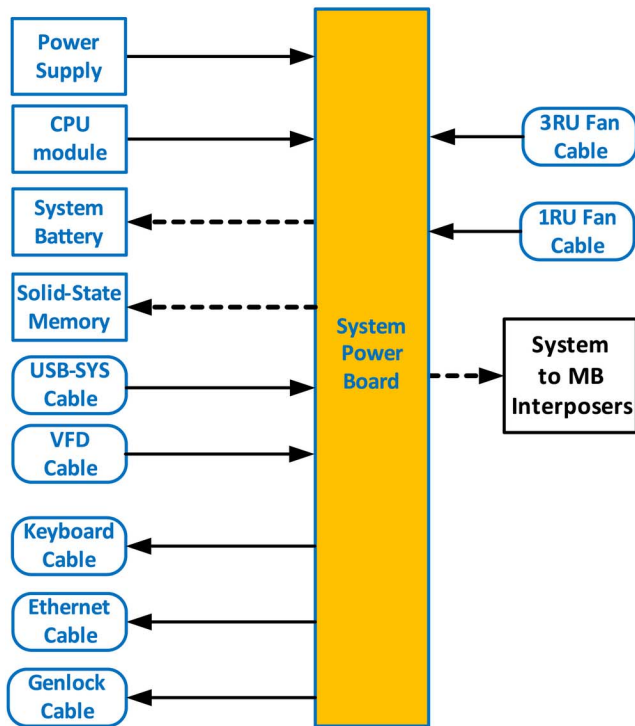 Power
Supply
CPU
module
System
Battery
Solid-State
Memory
USB-SYS
Cable
VFD
Cable
Keyboard
Cable
Ethernet
Cable
Genlock
Cable
System
Power
Board
3RU Fan
Cable
1RU Fan
Cable
System
to MB
Interposers